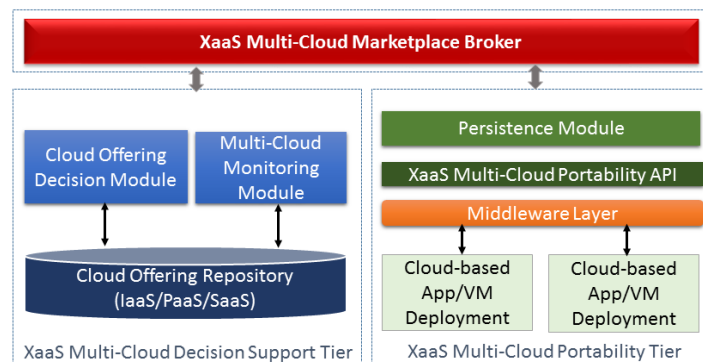 XaaS Multi-Cloud Marketplace Broker
Cloud Offering
Decision Module
Multi-Cloud
Monitoring
Module
Cloud Offering Repository
(IaaS/PaaS/SaaS)
XaaS Multi-Cloud Decision Support Tier
Persistence Module
XaaS Multi-Cloud Portability API
Middleware Layer
Cloud-based
App/VM
Deployment
Cloud-based
App/VM
Deployment
XaaS Multi-Cloud Portability Tier